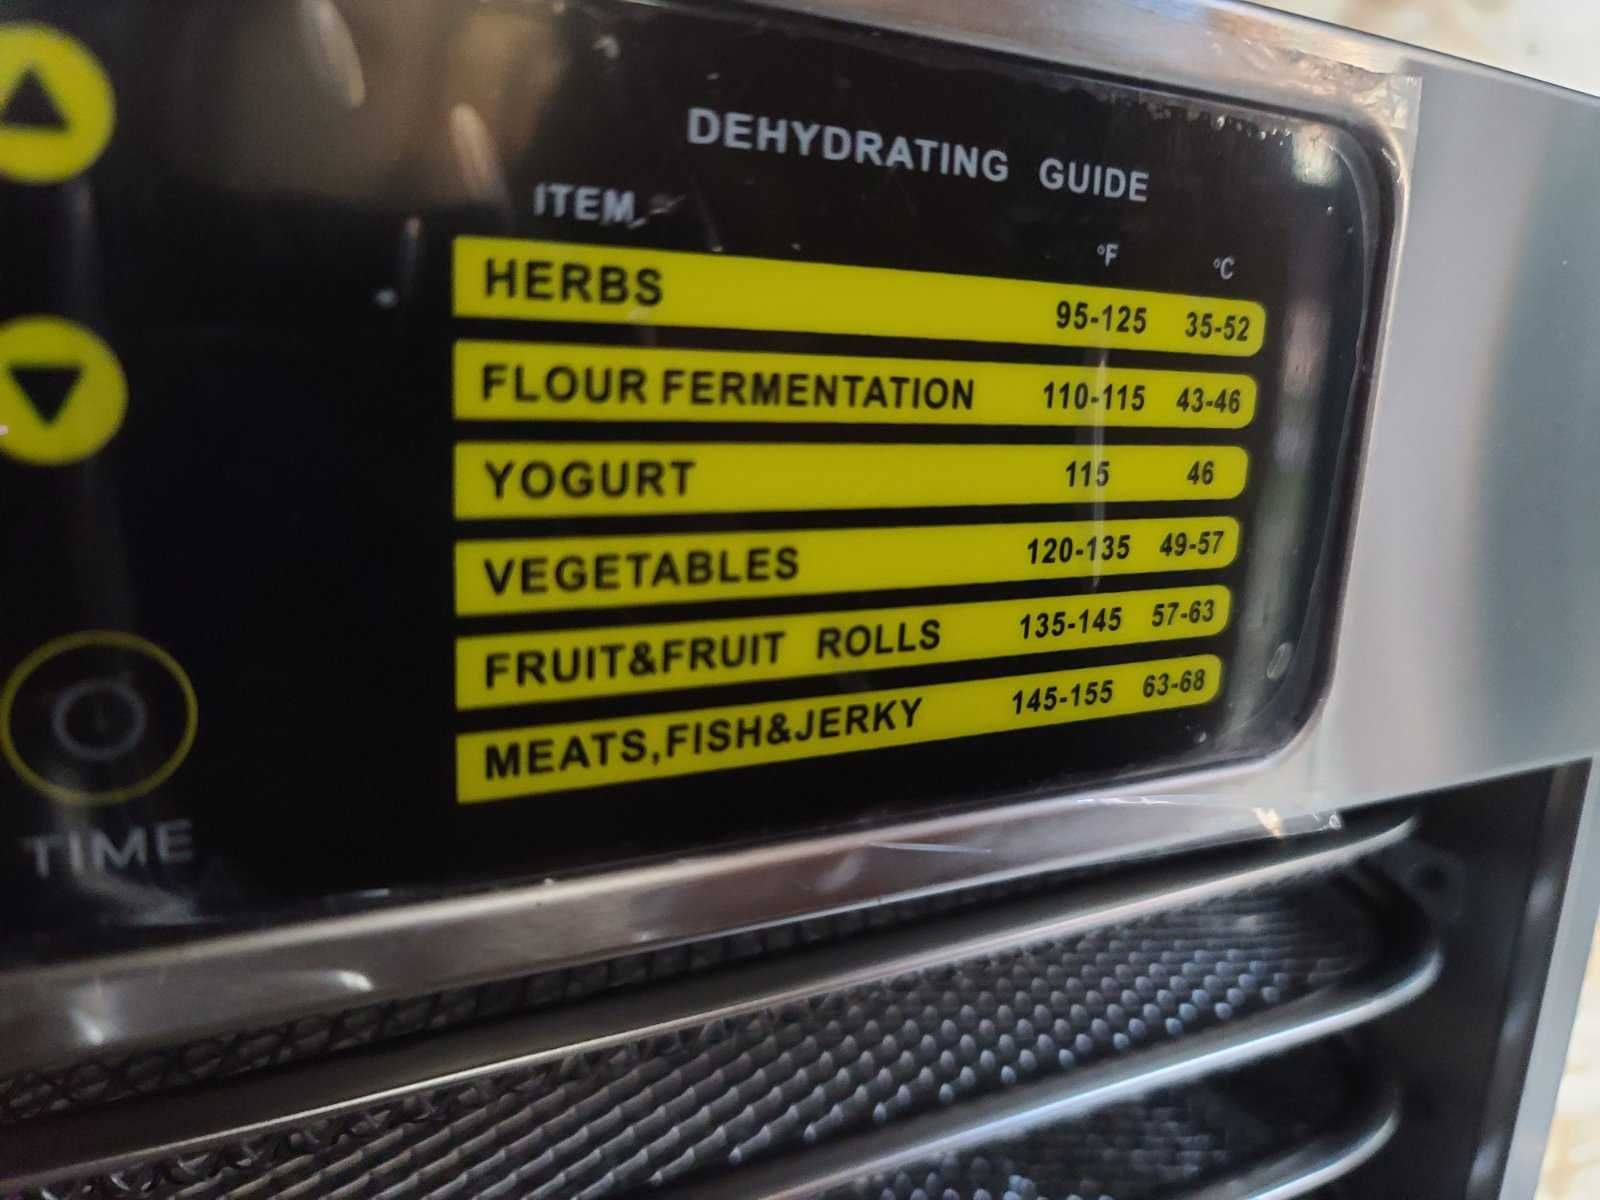 DEHYDRATING GUIDE
ITEM °F °C
HERBS 95-125 35-52
FLOUR FERMENTATION 110-115 43-46
YOGURT 115 46
VEGETABLES 120-135 49-57
FRUIT&FRUIT ROLLS 135-145 57-63
MEATS,FISH&JERKY 145-155 63-68
TIME